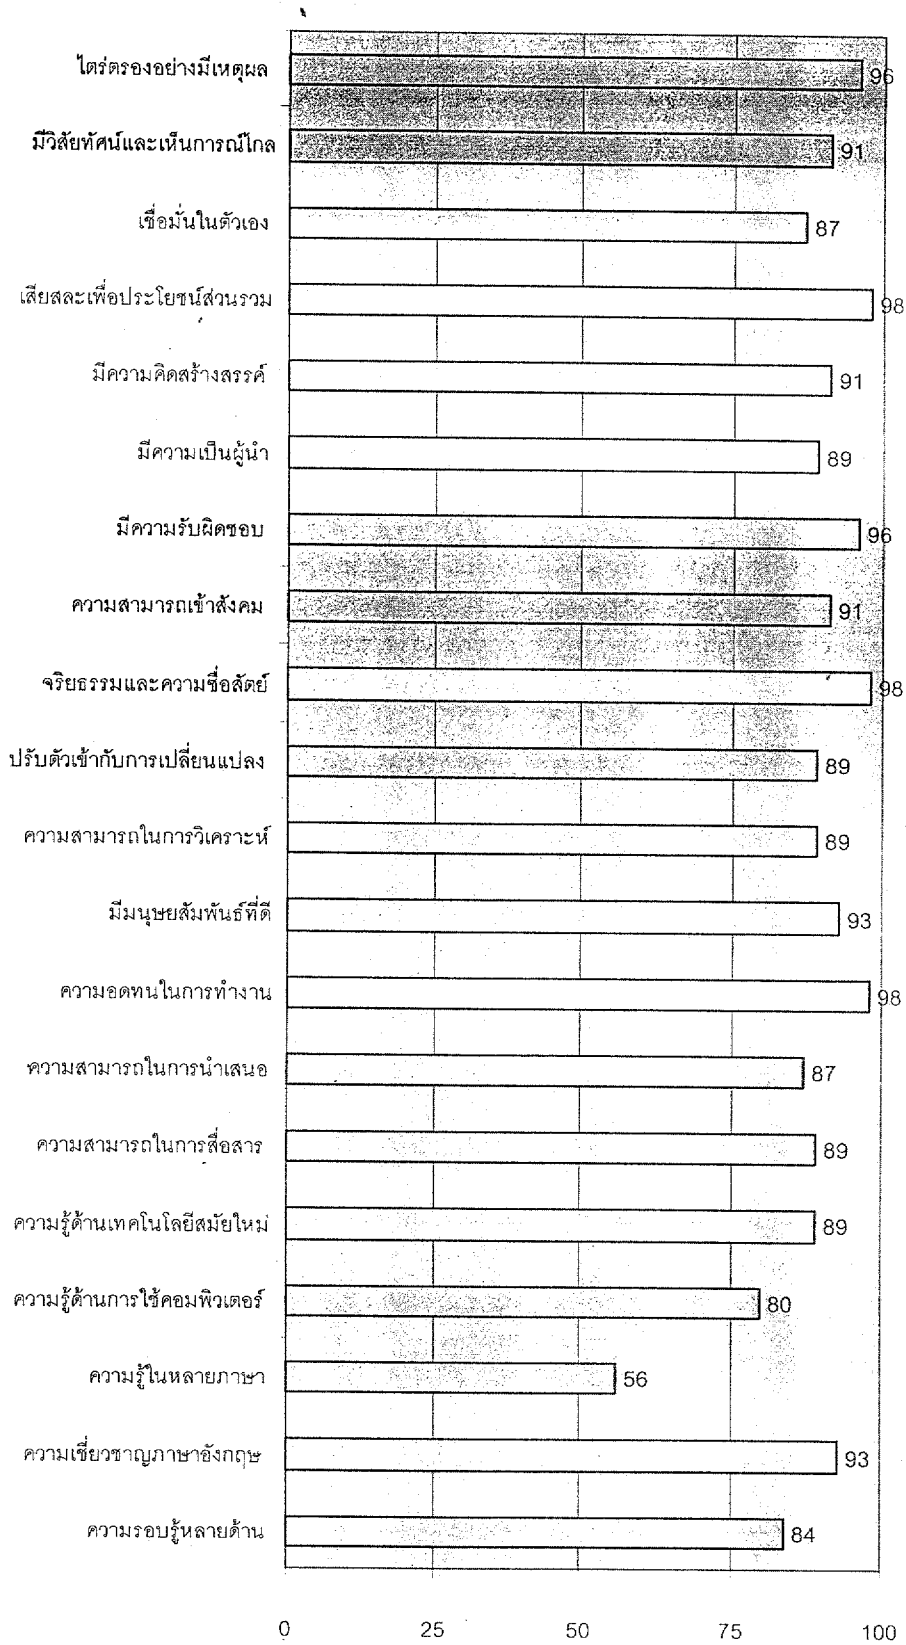 ไตร่ตรองอย่างมีเหตุผล 96
มีวิสัยทัศน์และเห็นการณ์ไกล 91
เชื่อมั่นในตัวเอง 87
เสียสละเพื่อประโยชน์ส่วนรวม 98
มีความคิดสร้างสรรค์ 91
มีความเป็นผู้นำ 89
มีความรับผิดชอบ 96
ความสามารถเข้าสังคม 91
จริยธรรมและความซื่อสัตย์ 98
ปรับตัวเข้ากับการเปลี่ยนแปลง 89
ความสามารถในการวิเคราะห์ 89
มีมนุษยสัมพันธ์ที่ดี 93
ความอดทนในการทำงาน 98
ความสามารถในการนำเสนอ 87
ความสามารถในการสื่อสาร 89
ความรู้ด้านเทคโนโลยีสมัยใหม่ 89
ความรู้ด้านการใช้คอมพิวเตอร์ 80
ความรู้ในหลายภาษา 56
ความเชี่ยวชาญภาษาอังกฤษ 93
ความรอบรู้หลายด้าน 84
0 25 50 75 100